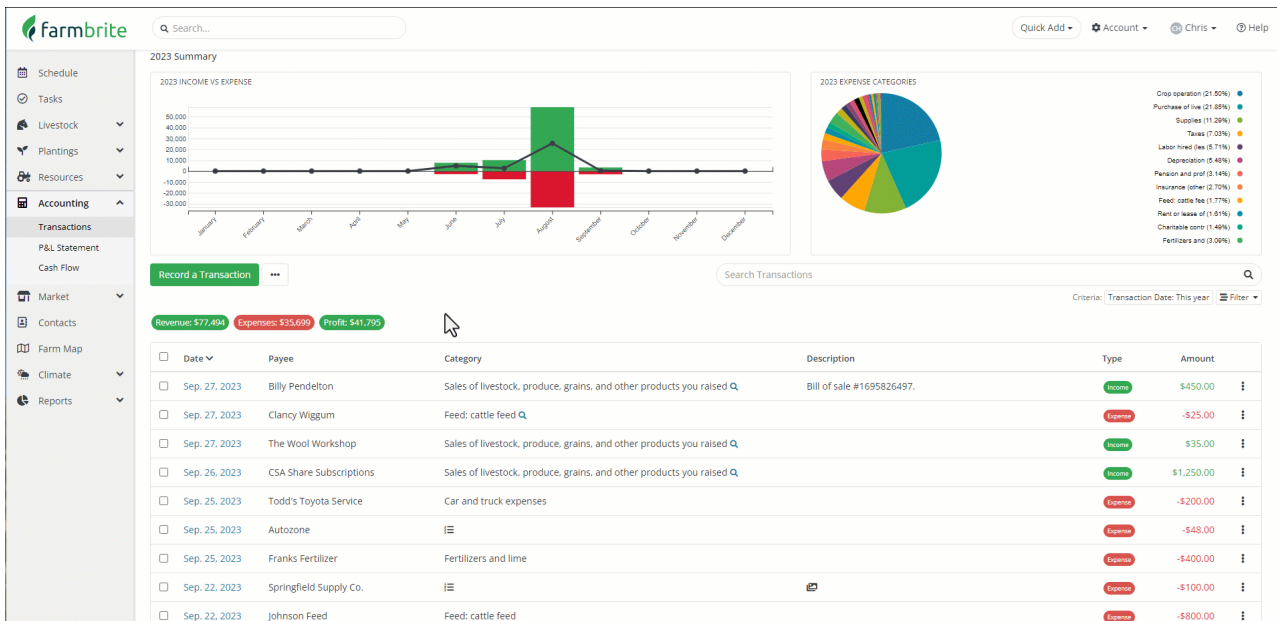 farmbrite
Search...
Quick Add
Account
CH Chris
Help
Schedule
Tasks
Livestock
Plantings
Resources
Accounting
Transactions
P&L Statement
Cash Flow
Market
Contacts
Farm Map
Climate
Reports
2023 Summary
2023 INCOME VS EXPENSE
50,000
40,000
30,000
20,000
10,000
0
-10,000
-20,000
-30,000
January
February
March
April
May
June
July
August
September
October
November
December
2023 EXPENSE CATEGORIES
Crop operation (21.50%)
Purchase of live (21.85%)
Supplies (11.29%)
Taxes (7.03%)
Labor hired (les (5.71%)
Depreciation (5.48%)
Pension and prof (3.14%)
Insurance (other (2.70%)
Feed: cattle fee (1.77%)
Rent or lease of (1.61%)
Charitable contr (1.49%)
Fertilizers and (3.09%)
Record a Transaction
Search Transactions
Criteria: Transaction Date: This year Filter
Revenue: $77,494 Expenses: $35,699 Profit: $41,795
Date Payee Category Description Type Amount
Sep. 27, 2023 Billy Pendelton Sales of livestock, produce, grains, and other products you raised Bill of sale #1695826497. Income $450.00
Sep. 27, 2023 Clancy Wiggum Feed: cattle feed Expense -$25.00
Sep. 27, 2023 The Wool Workshop Sales of livestock, produce, grains, and other products you raised Income $35.00
Sep. 26, 2023 CSA Share Subscriptions Sales of livestock, produce, grains, and other products you raised Income $1,250.00
Sep. 25, 2023 Todd's Toyota Service Car and truck expenses Expense -$200.00
Sep. 25, 2023 Autozone Expense -$48.00
Sep. 25, 2023 Franks Fertilizer Fertilizers and lime Expense -$400.00
Sep. 22, 2023 Springfield Supply Co. Expense -$100.00
Sep. 22, 2023 Johnson Feed Feed: cattle feed Expense -$800.00